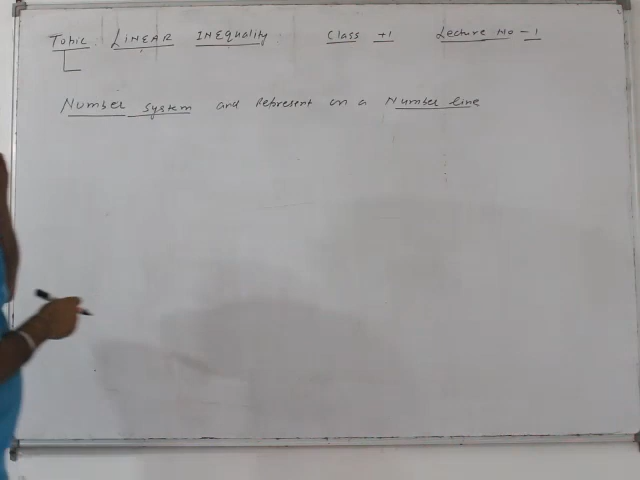 Topic LINEAR INEquality Class +1 Lecture No - 1
Number system and Represent on a Number line